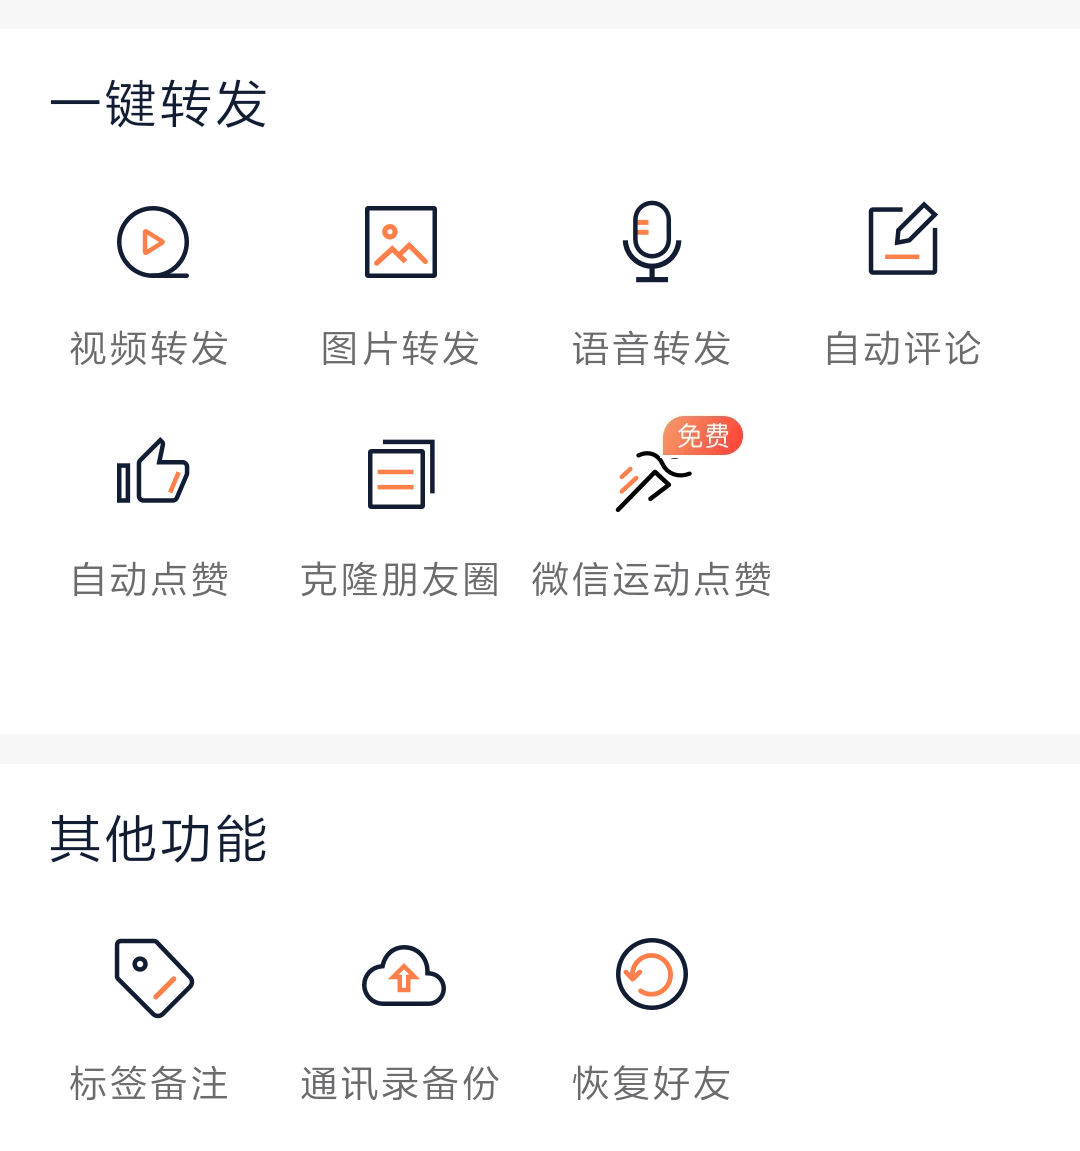 一键转发
视频转发 图片转发 语音转发 自动评论
免费
自动点赞 克隆朋友圈 微信运动点赞
其他功能
标签备注 通讯录备份 恢复好友